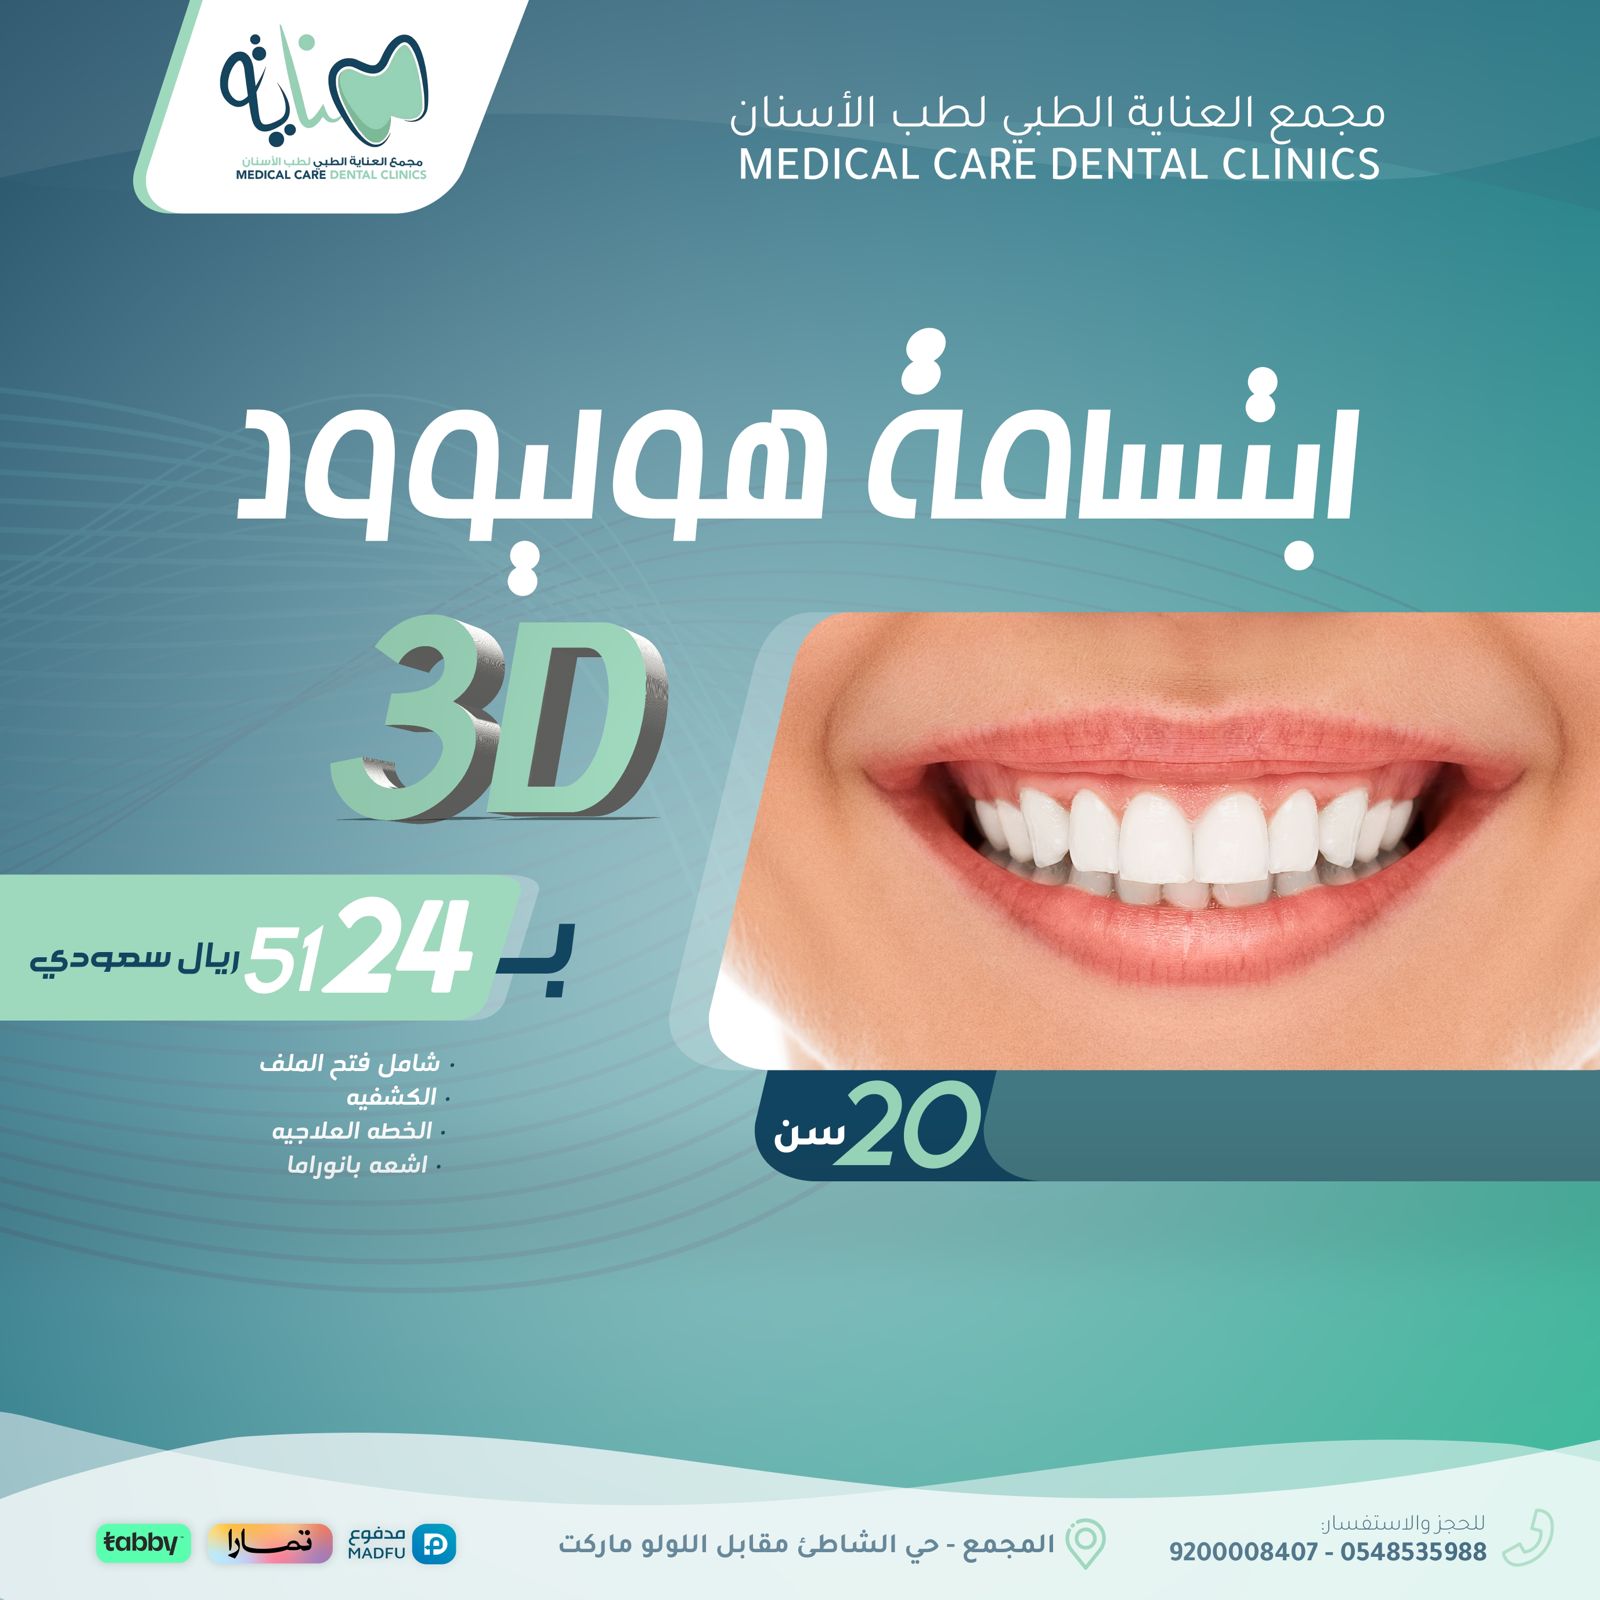 عناية
مجمع العناية الطبي لطب الأسنان
MEDICAL CARE DENTAL CLINICS
مجمع العناية الطبي لطب الأسنان
MEDICAL CARE DENTAL CLINICS
ابتسامة هوليوود
3D
بـ 5124 ريال سعودي
· شامل فتح الملف
· الكشفيه
· الخطه العلاجيه
· اشعه بانوراما
20 سن
للحجز والاستفسار:
9200008407 - 0548535988
المجمع - حي الشاطئ مقابل اللولو ماركت
مدفوع
MADFU
تمارا
tabby